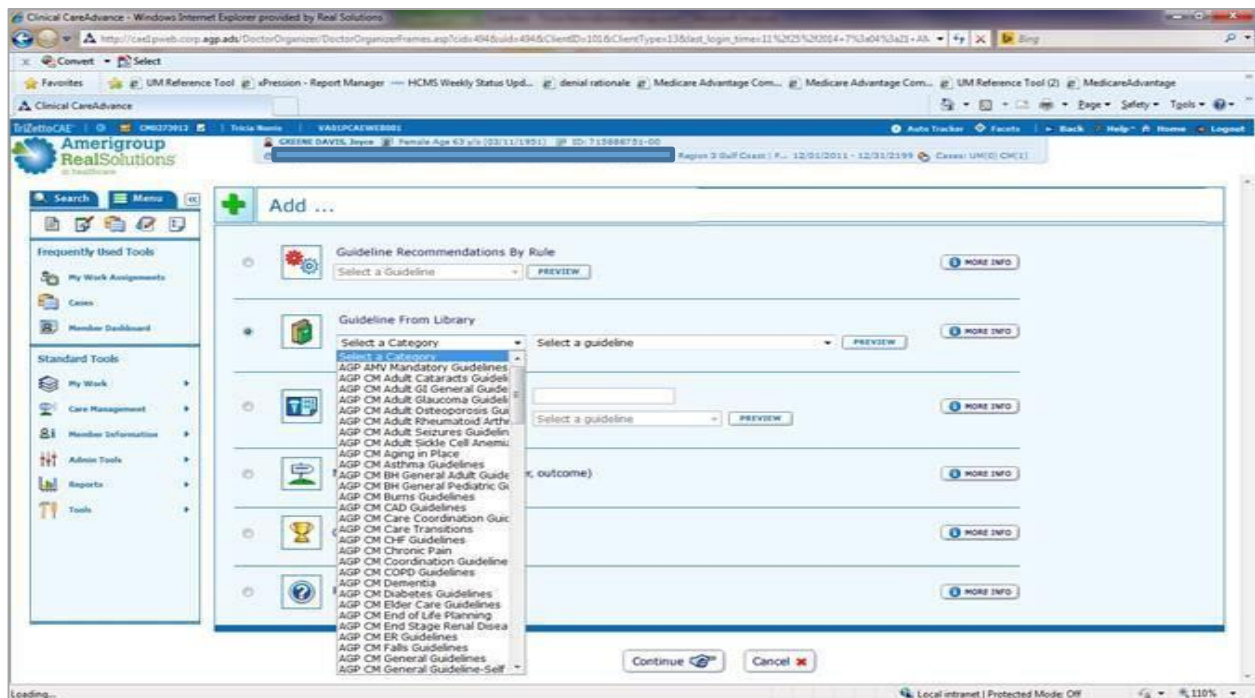 Clinical CareAdvance - Windows Internet Explorer provided by Real Solutions
Bing
Convert Select
Favorites UM Reference Tool xPression - Report Manager HCMS Weekly Status Upd... denial rationale Medicare Advantage Com... Medicare Advantage Com... UM Reference Tool (2) MedicareAdvantage
Clinical CareAdvance Page Safety Tools
TriZettoCAE Tricia Norris VA01PCAEWEB001 Auto Tracker Facets Back Help Home Logout
Amerigroup
RealSolutions
in healthcare
GREENE DAVIS, Joyce Female Age 63 y/o (03/11/1951)
Region 3 Gulf Coast | F... 12/01/2011 - 12/31/2199 Cases: UM(0) CM(1)
Search Menu
Add ...
Frequently Used Tools
My Work Assignments
Cases
Member Dashboard
Standard Tools
My Work
Care Management
Member Information
Admin Tools
Reports
Tools
Guideline Recommendations By Rule
Select a Guideline PREVIEW MORE INFO
Guideline From Library
Select a Category Select a guideline PREVIEW MORE INFO
Select a Category
AGP AMV Mandatory Guidelines
AGP CM Adult Cataracts Guideli
AGP CM Adult GI General Guide
AGP CM Adult Glaucoma Guideli
AGP CM Adult Osteoporosis Gui
AGP CM Adult Rheumatoid Arthr
AGP CM Adult Seizures Guidelin
AGP CM Adult Sickle Cell Anemia
AGP CM Aging in Place
AGP CM Asthma Guidelines
AGP CM BH General Adult Guide
AGP CM BH General Pediatric Gu
AGP CM Burns Guidelines
AGP CM CAD Guidelines
AGP CM Care Coordination Guid
AGP CM Care Transitions
AGP CM CHF Guidelines
AGP CM Chronic Pain
AGP CM Coordination Guideline
AGP CM COPD Guidelines
AGP CM Dementia
AGP CM Diabetes Guidelines
AGP CM Elder Care Guidelines
AGP CM End of Life Planning
AGP CM End Stage Renal Disea
AGP CM ER Guidelines
AGP CM Falls Guidelines
AGP CM General Guidelines
AGP CM General Guideline-Self
Select a guideline PREVIEW MORE INFO
r, outcome) MORE INFO
MORE INFO
MORE INFO
Continue Cancel
Loading... Local intranet | Protected Mode: Off 110%